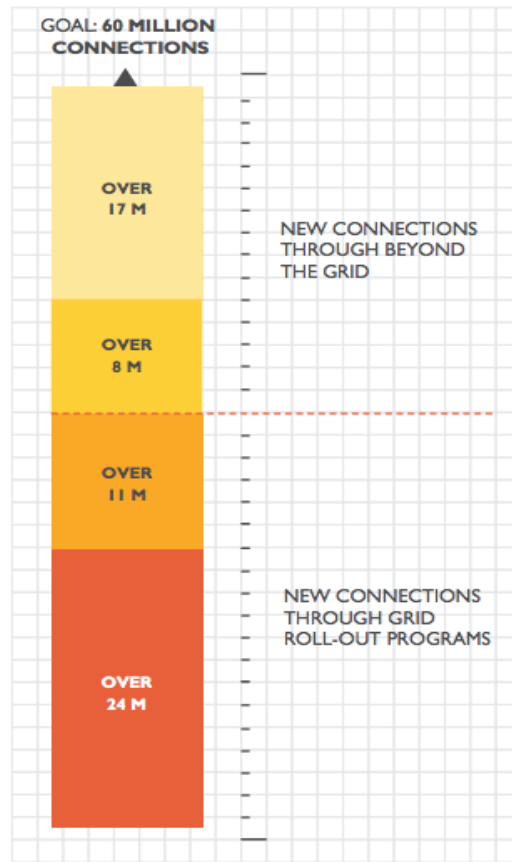 GOAL: 60 MILLION
CONNECTIONS
OVER
17 M
NEW CONNECTIONS
THROUGH BEYOND
THE GRID
OVER
8 M
OVER
11 M
NEW CONNECTIONS
THROUGH GRID
ROLL-OUT PROGRAMS
OVER
24 M